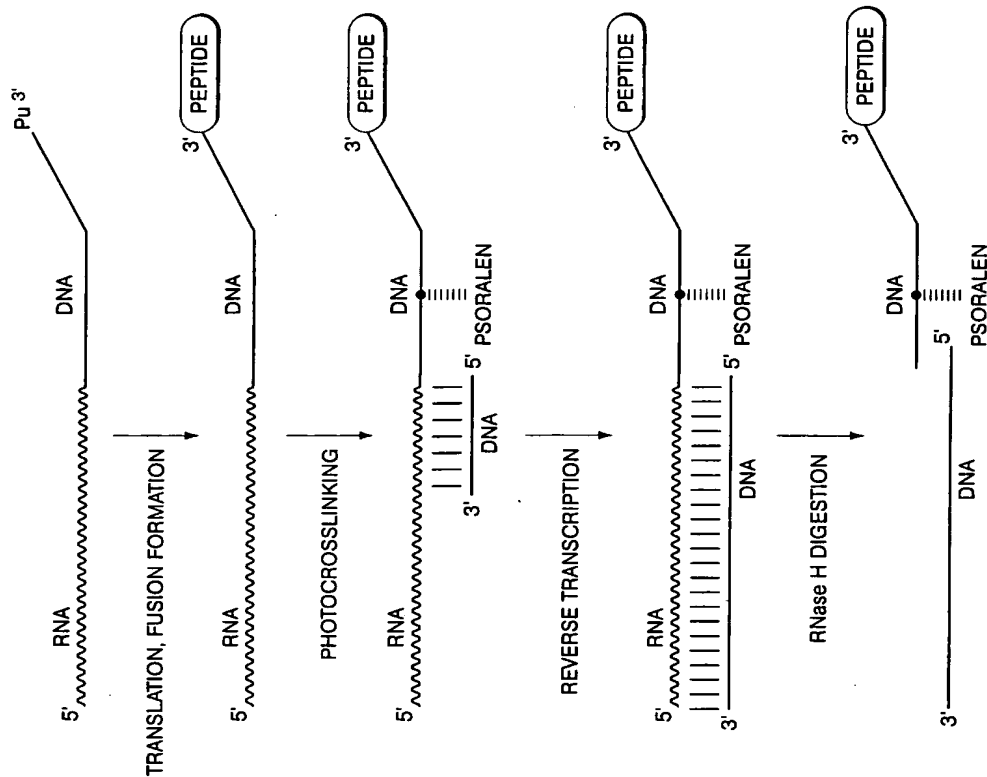 5' RNA DNA Pu 3'
TRANSLATION, FUSION FORMATION
5' RNA DNA 3' PEPTIDE
PHOTOCROSSLINKING
5' RNA DNA 3' PEPTIDE
3' DNA 5' PSORALEN
REVERSE TRANSCRIPTION
5' RNA DNA 3' PEPTIDE
3' DNA 5' PSORALEN
RNase H DIGESTION
DNA 3' PEPTIDE
3' DNA 5' PSORALEN